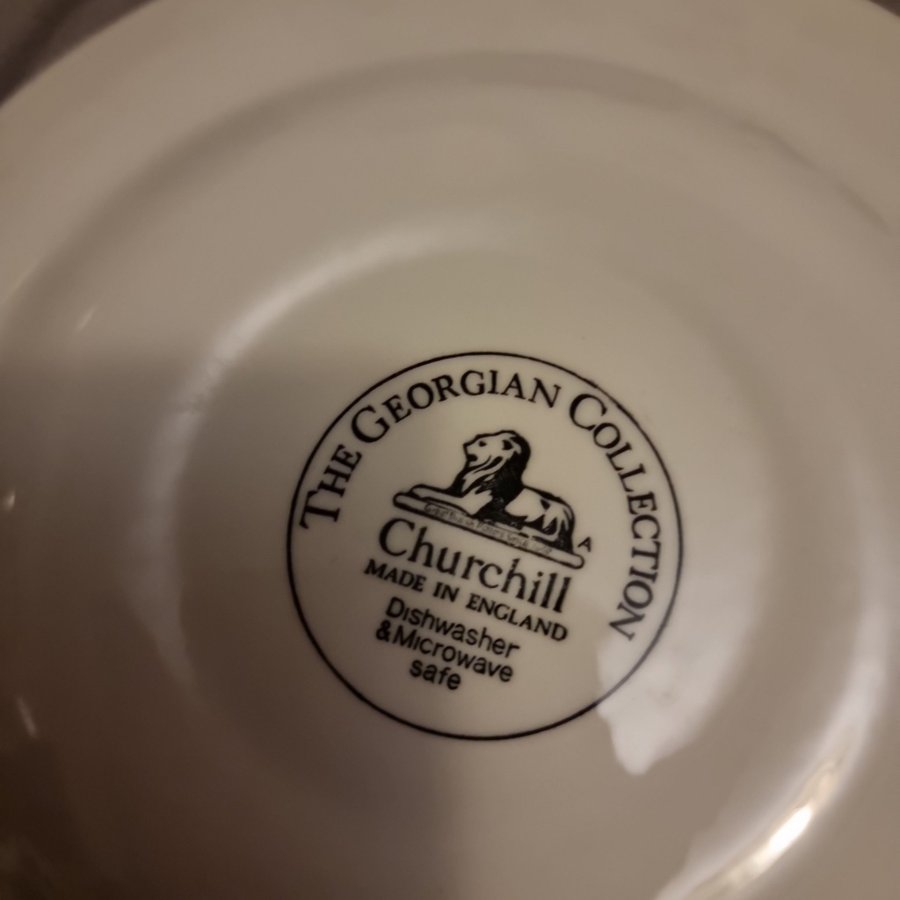 THE GEORGIAN COLLECTION
A
Churchill
MADE IN ENGLAND
Dishwasher
&Microwave
safe